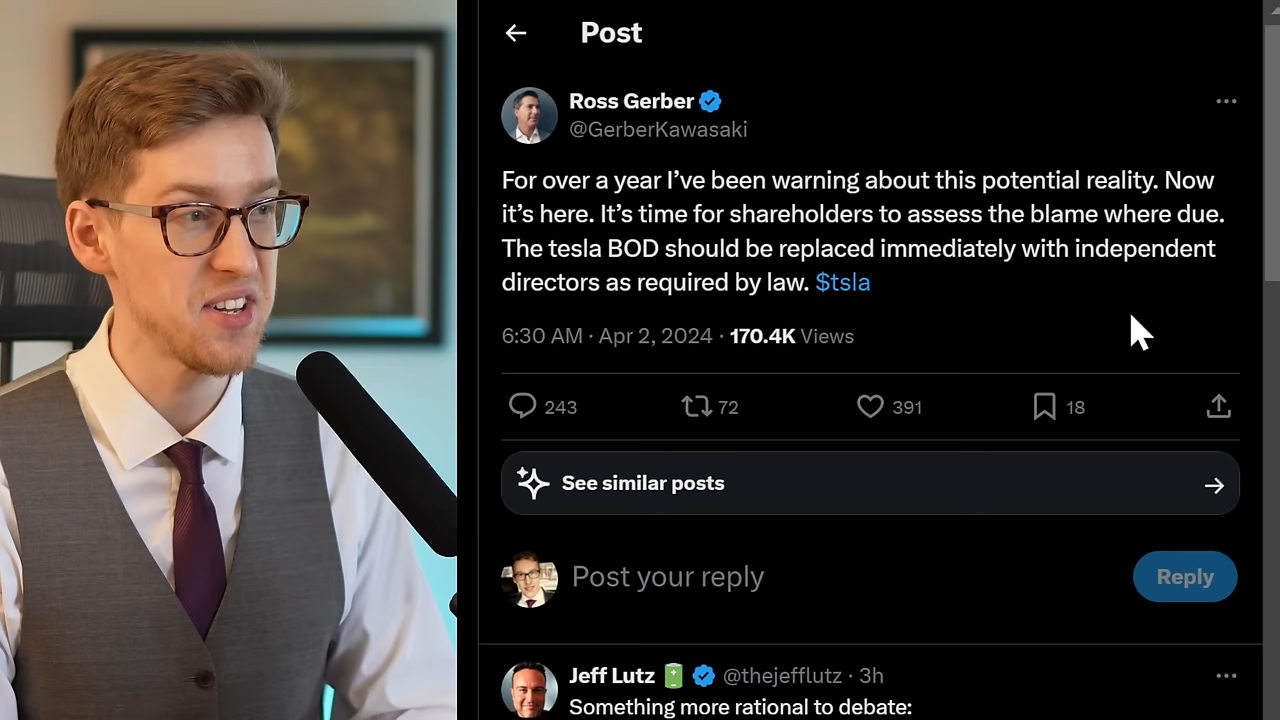 Post
Ross Gerber
@GerberKawasaki
For over a year I’ve been warning about this potential reality. Now
it’s here. It’s time for shareholders to assess the blame where due.
The tesla BOD should be replaced immediately with independent
directors as required by law. $tsla
6:30 AM · Apr 2, 2024 · 170.4K Views
243 72 391 18
See similar posts
Post your reply Reply
Jeff Lutz @thejefflutz · 3h
Something more rational to debate: